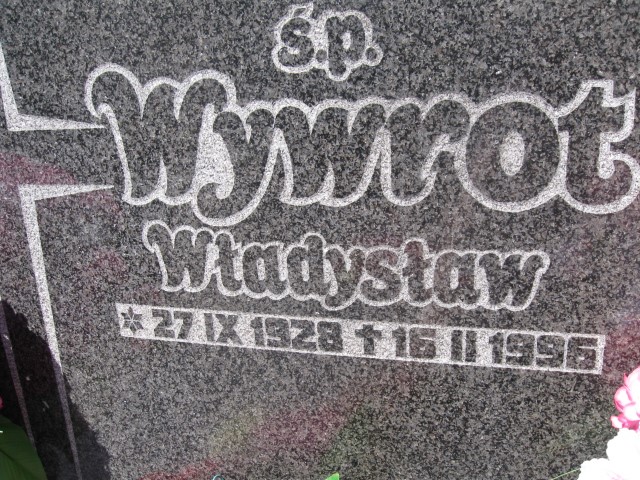 ś.p.
Wywrot
Władysław
* 27 IX 1928 † 16 II 1996